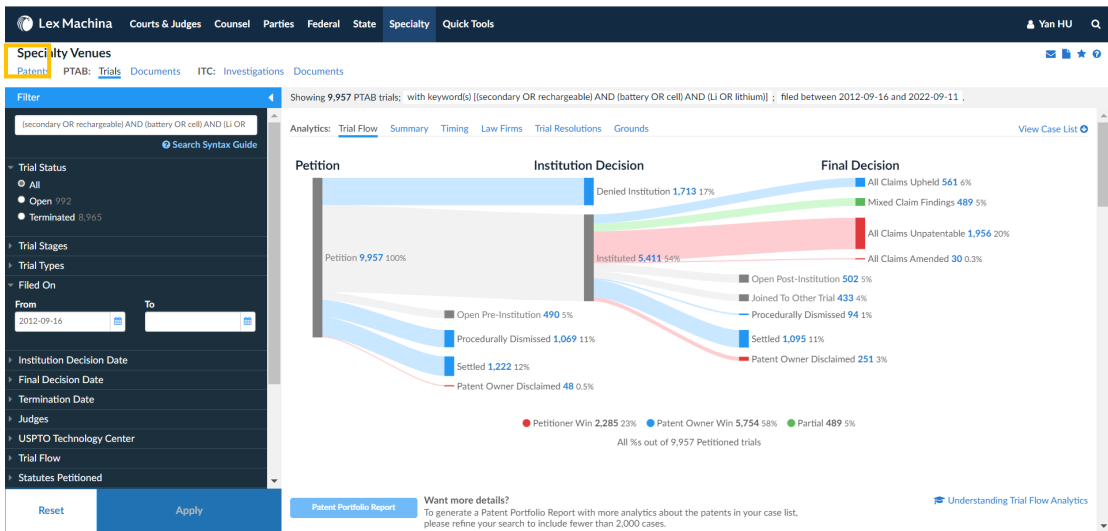 Lex Machina Courts & Judges Counsel Parties Federal State Specialty Quick Tools Yan HU
Specialty Venues
Patents PTAB: Trials Documents ITC: Investigations Documents
Filter
Showing 9,957 PTAB trials; with keyword(s) [(secondary OR rechargeable) AND (battery OR cell) AND (Li OR lithium)] ; filed between 2012-09-16 and 2022-09-11 .
(secondary OR rechargeable) AND (battery OR cell) AND (Li OR
Search Syntax Guide
Trial Status
All
Open 992
Terminated 8,965
Trial Stages
Trial Types
Filed On
From To
2012-09-16
Institution Decision Date
Final Decision Date
Termination Date
Judges
USPTO Technology Center
Trial Flow
Statutes Petitioned
Reset Apply
Analytics: Trial Flow Summary Timing Law Firms Trial Resolutions Grounds View Case List
Petition Institution Decision Final Decision
All Claims Upheld 561 6%
Denied Institution 1,713 17%
Mixed Claim Findings 489 5%
All Claims Unpatentable 1,956 20%
Petition 9,957 100%
Instituted 5,411 54%
All Claims Amended 30 0.3%
Open Post-Institution 502 5%
Joined To Other Trial 433 4%
Open Pre-Institution 490 5%
Procedurally Dismissed 94 1%
Procedurally Dismissed 1,069 11%
Settled 1,095 11%
Settled 1,222 12%
Patent Owner Disclaimed 251 3%
Patent Owner Disclaimed 48 0.5%
Petitioner Win 2,285 23% Patent Owner Win 5,754 58% Partial 489 5%
All %s out of 9,957 Petitioned trials
Patent Portfolio Report
Want more details?
To generate a Patent Portfolio Report with more analytics about the patents in your case list,
please refine your search to include fewer than 2,000 cases.
Understanding Trial Flow Analytics